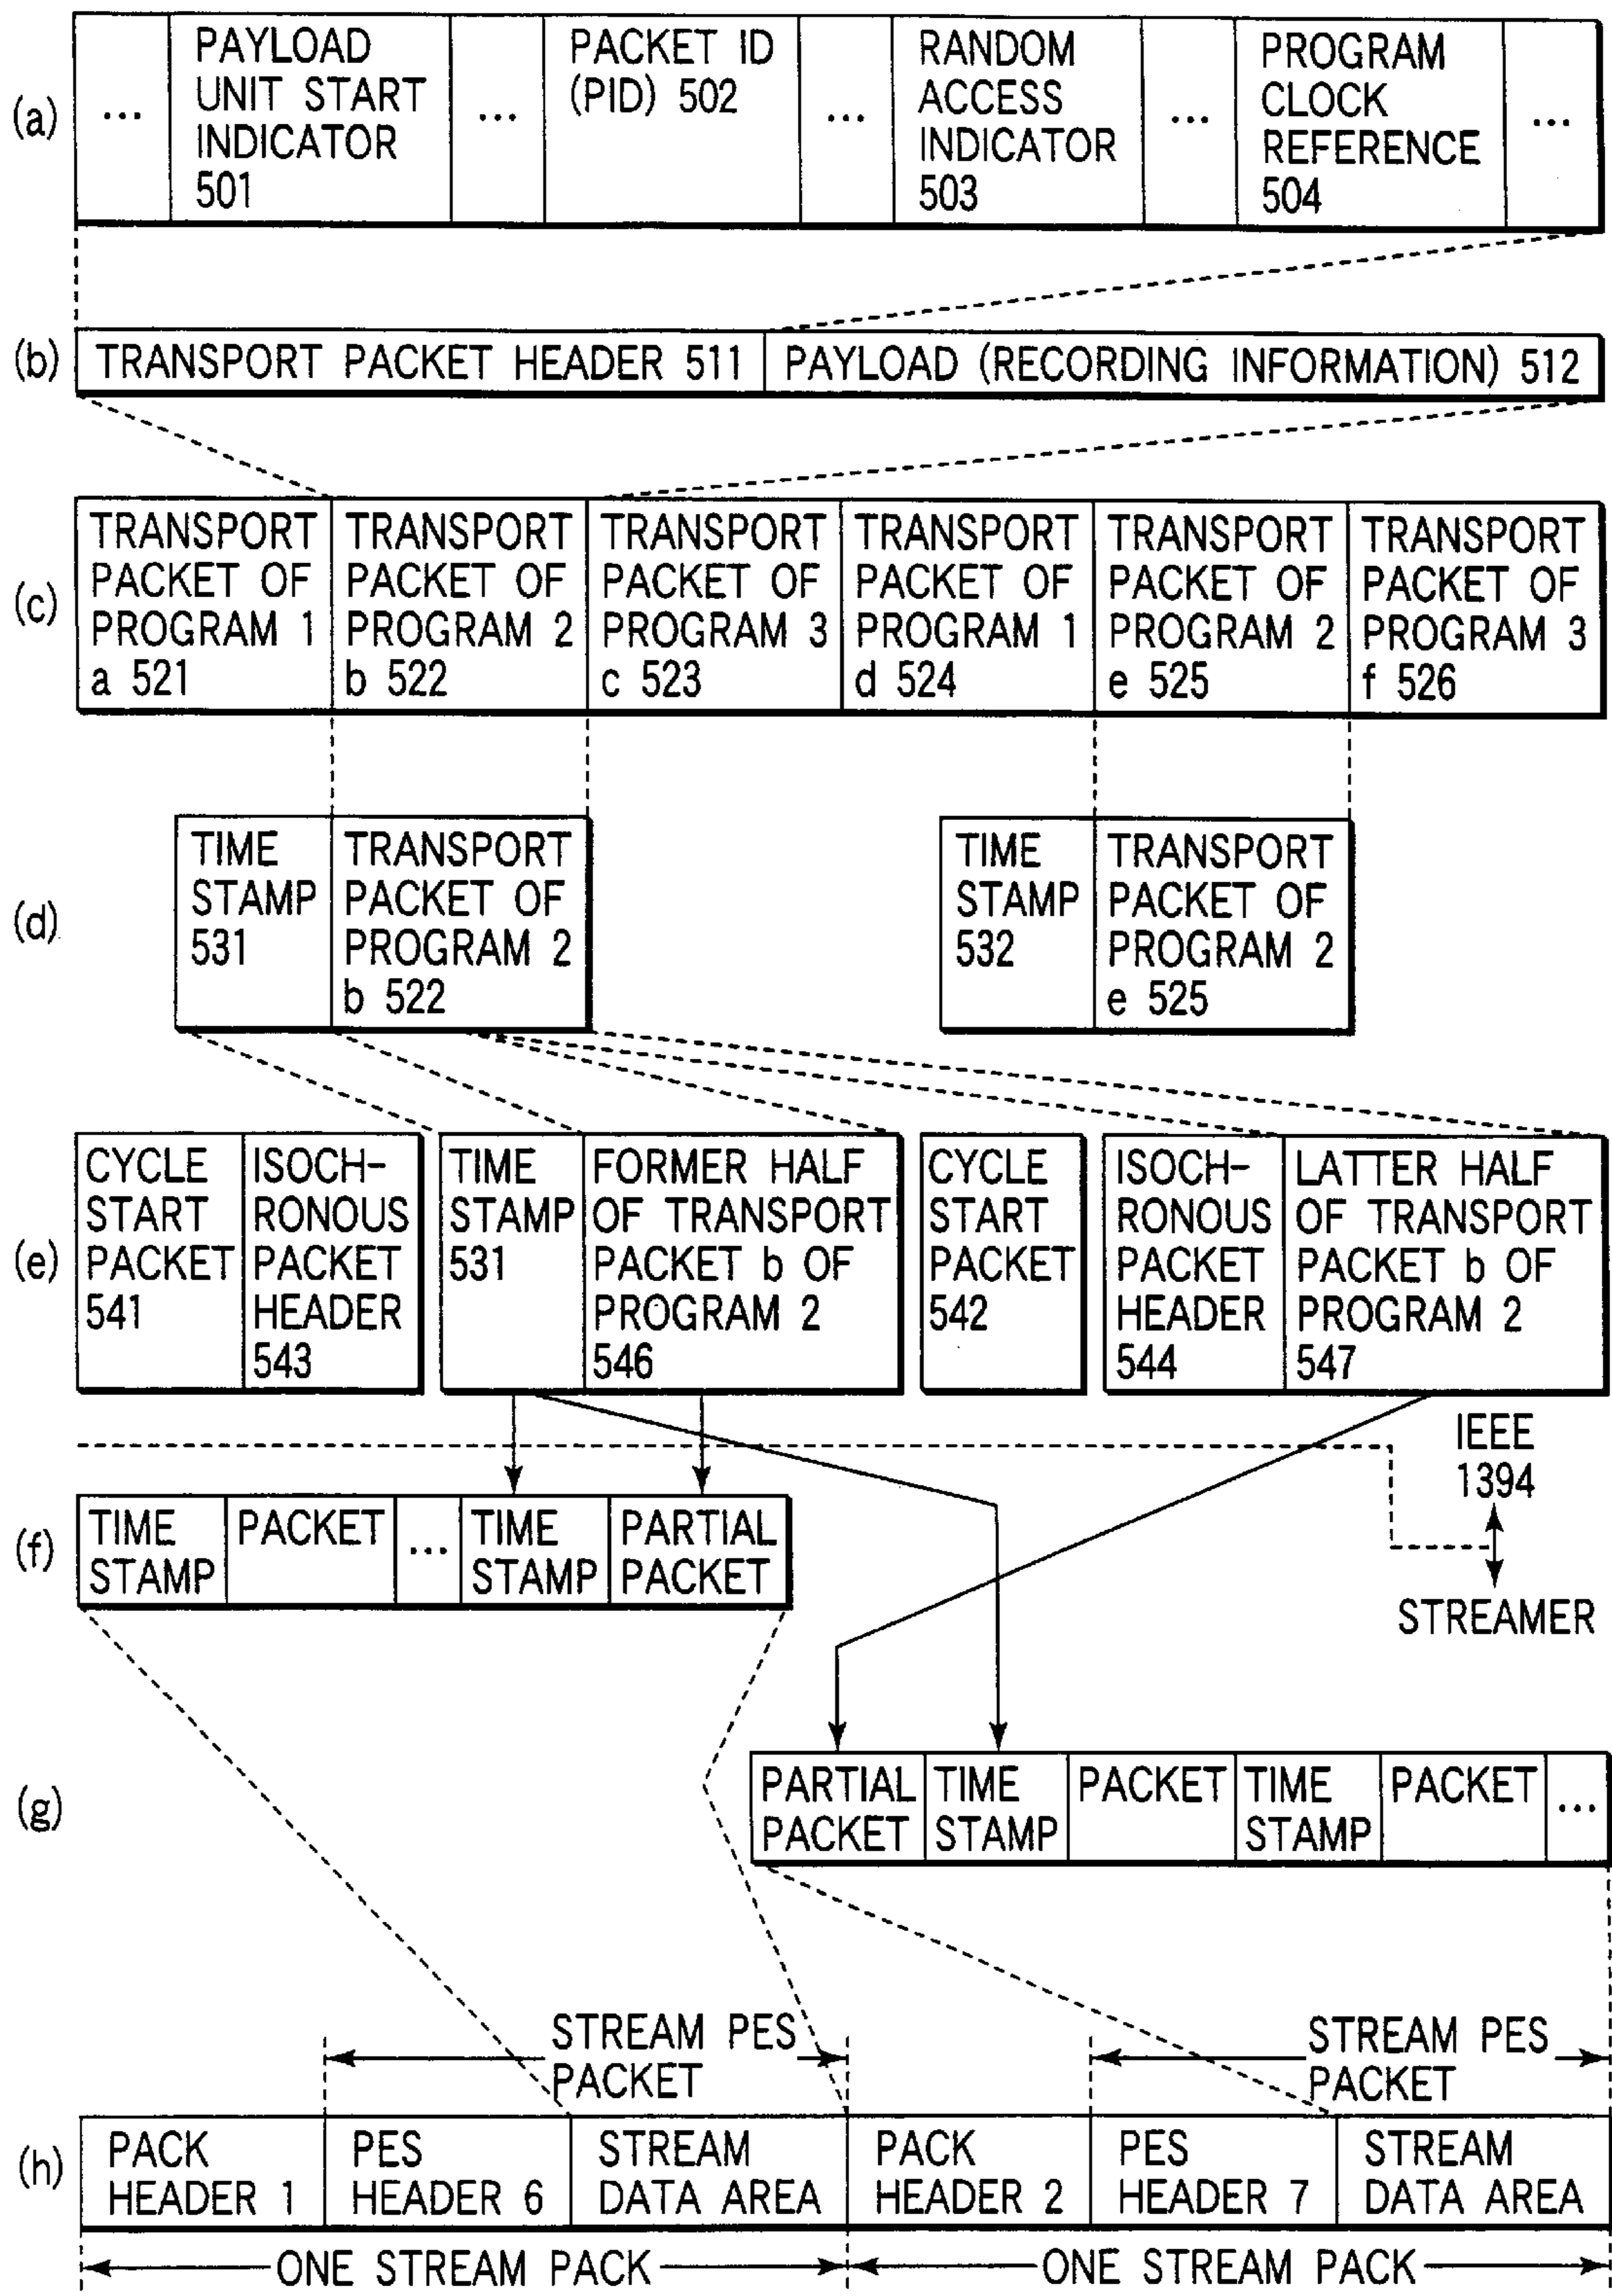 (a)
...
PAYLOAD
UNIT START
INDICATOR
501
...
PACKET ID
(PID) 502
...
RANDOM
ACCESS
INDICATOR
503
...
PROGRAM
CLOCK
REFERENCE
504
...
(b)
TRANSPORT PACKET HEADER 511
PAYLOAD (RECORDING INFORMATION) 512
(c)
TRANSPORT
PACKET OF
PROGRAM 1
a 521
TRANSPORT
PACKET OF
PROGRAM 2
b 522
TRANSPORT
PACKET OF
PROGRAM 3
c 523
TRANSPORT
PACKET OF
PROGRAM 1
d 524
TRANSPORT
PACKET OF
PROGRAM 2
e 525
TRANSPORT
PACKET OF
PROGRAM 3
f 526
(d)
TIME
STAMP
531
TRANSPORT
PACKET OF
PROGRAM 2
b 522
TIME
STAMP
532
TRANSPORT
PACKET OF
PROGRAM 2
e 525
(e)
CYCLE
START
PACKET
541
ISOCH-
RONOUS
PACKET
HEADER
543
TIME
STAMP
531
FORMER HALF
OF TRANSPORT
PACKET b OF
PROGRAM 2
546
CYCLE
START
PACKET
542
ISOCH-
RONOUS
PACKET
HEADER
544
LATTER HALF
OF TRANSPORT
PACKET b OF
PROGRAM 2
547
IEEE
1394
STREAMER
(f)
TIME
STAMP
PACKET
...
TIME
STAMP
PARTIAL
PACKET
(g)
PARTIAL
PACKET
TIME
STAMP
PACKET
TIME
STAMP
PACKET
...
STREAM PES
PACKET
STREAM PES
PACKET
(h)
PACK
HEADER 1
PES
HEADER 6
STREAM
DATA AREA
PACK
HEADER 2
PES
HEADER 7
STREAM
DATA AREA
ONE STREAM PACK
ONE STREAM PACK